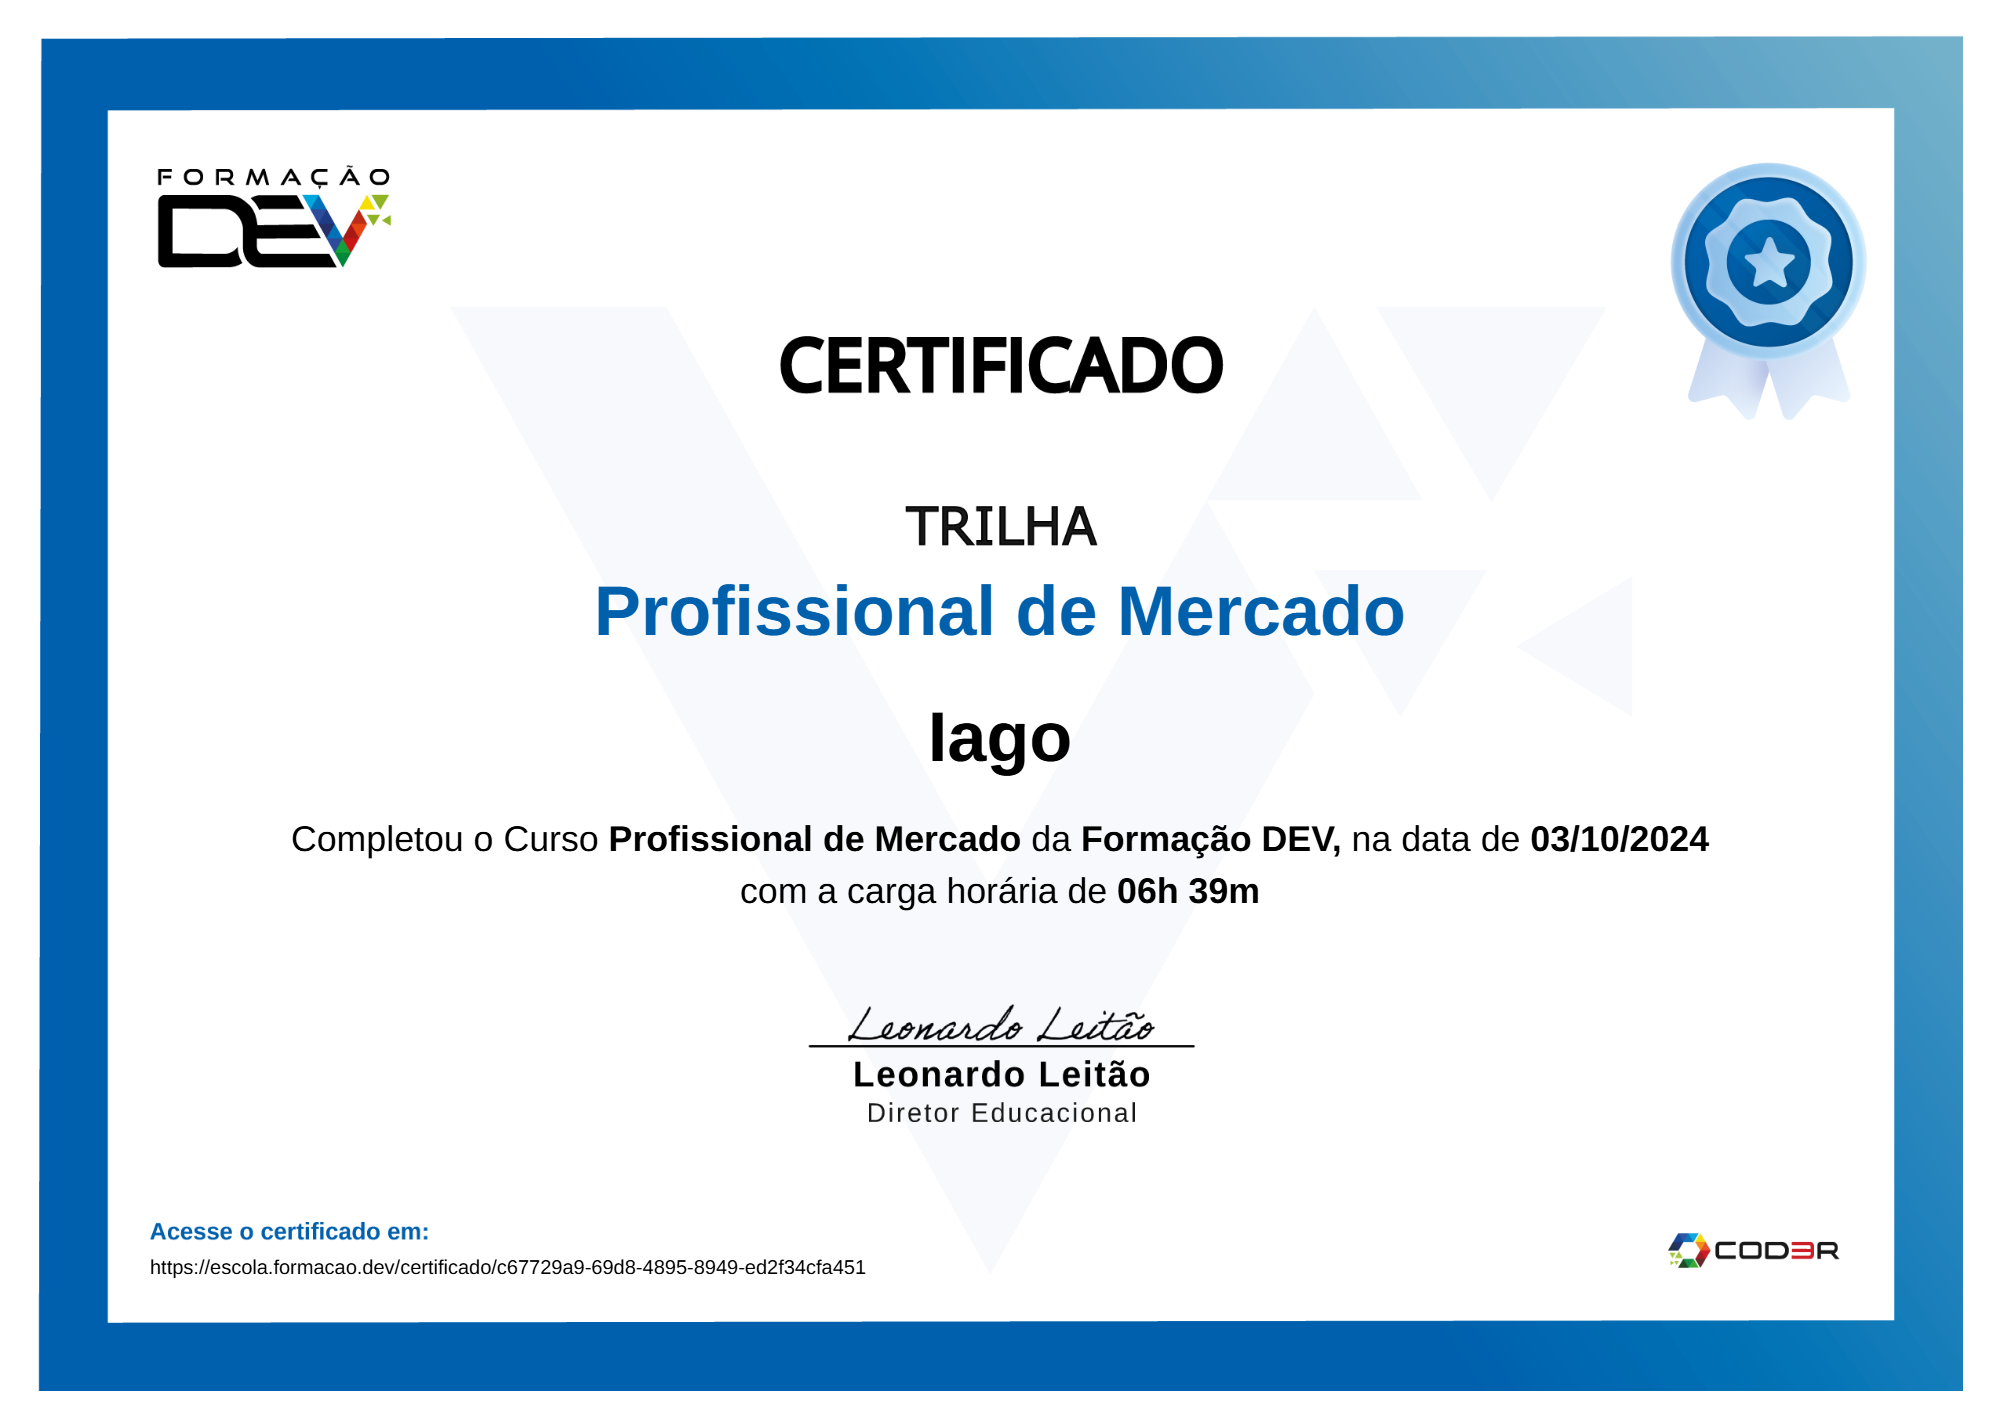 FORMAÇÃO
DEV
CERTIFICADO
TRILHA
Profissional de Mercado
Iago
Completou o Curso Profissional de Mercado da Formação DEV, na data de 03/10/2024
com a carga horária de 06h 39m
Leonardo Leitão
Leonardo Leitão
Diretor Educacional
Acesse o certificado em:
https://escola.formacao.dev/certificado/c67729a9-69d8-4895-8949-ed2f34cfa451
COD3R